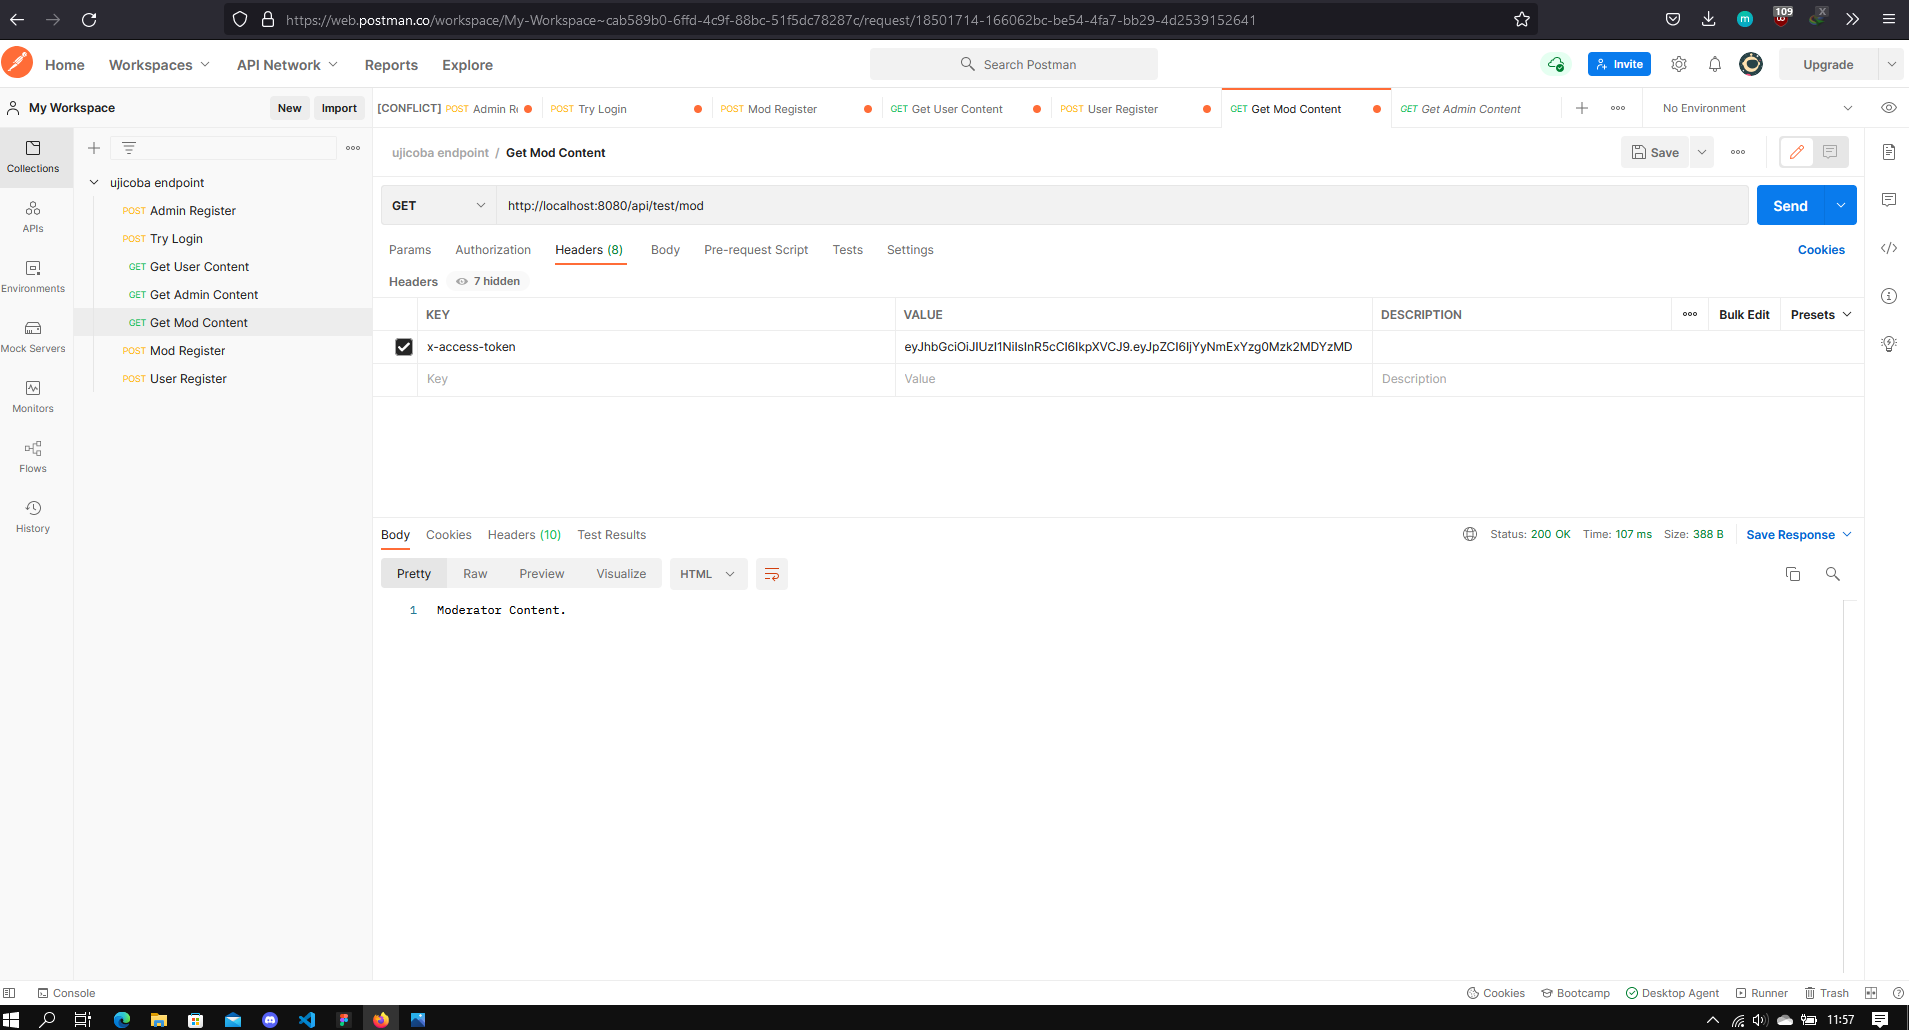 https://web.postman.co/workspace/My-Workspace~cab589b0-6ffd-4c9f-88bc-51f5dc78287c/request/18501714-166062bc-be54-4fa7-bb29-4d2539152641
m
109
X
Home Workspaces API Network Reports Explore
Search Postman
Invite
Upgrade
My Workspace New Import
[CONFLICT] POST Admin R
POST Try Login
POST Mod Register
GET Get User Content
POST User Register
GET Get Mod Content
GET Get Admin Content
No Environment
Collections
APIs
Environments
Mock Servers
Monitors
Flows
History
ujicoba endpoint
POST Admin Register
POST Try Login
GET Get User Content
GET Get Admin Content
GET Get Mod Content
POST Mod Register
POST User Register
ujicoba endpoint / Get Mod Content
Save
GET http://localhost:8080/api/test/mod
Send
Params Authorization Headers (8) Body Pre-request Script Tests Settings
Cookies
Headers 7 hidden
KEY VALUE DESCRIPTION
Bulk Edit Presets
x-access-token eyJhbGciOiJIUzI1NiIsInR5cCI6IkpXVCJ9.eyJpZCI6IjYyNmExYzg0Mzk2MDYzMD
Key Value Description
Body Cookies Headers (10) Test Results
Status: 200 OK Time: 107 ms Size: 388 B Save Response
Pretty Raw Preview Visualize HTML
1 Moderator Content.
Console
Cookies Bootcamp Desktop Agent Runner Trash
11:57